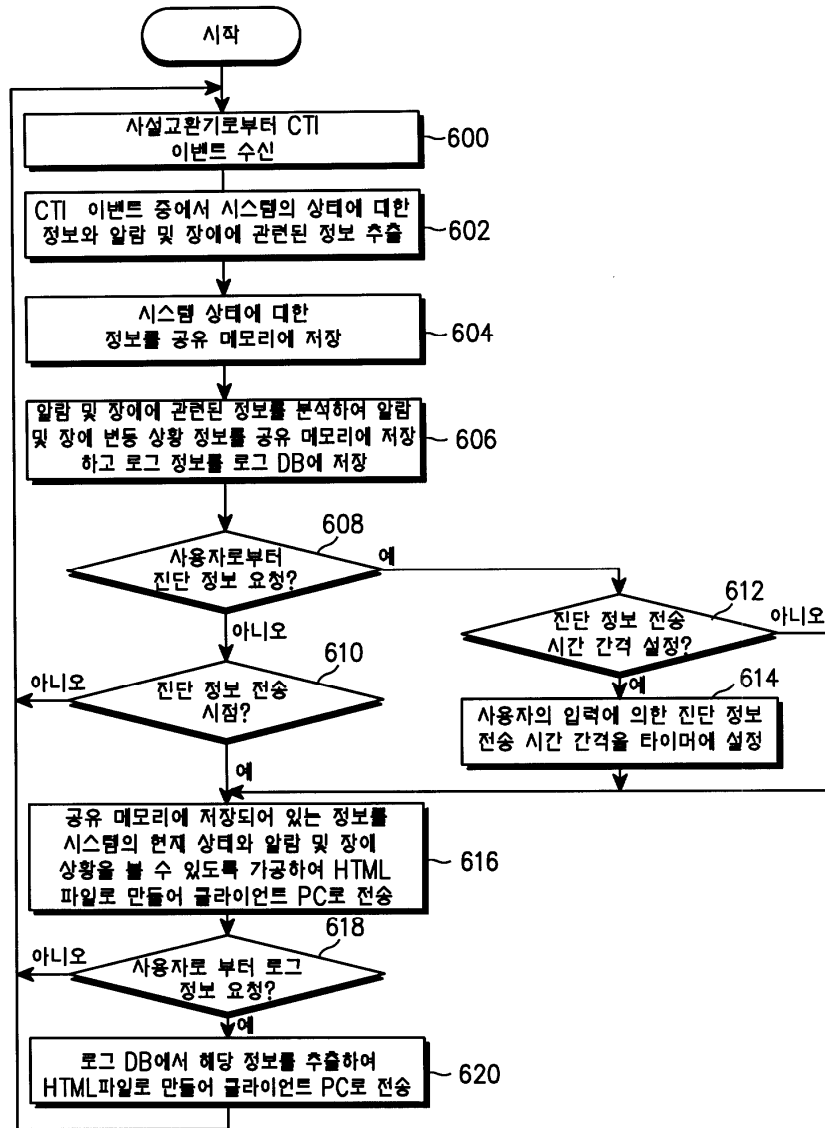 시작
사설교환기로부터 CTI
이벤트 수신
600
CTI 이벤트 중에서 시스템의 상태에 대한
정보와 알람 및 장애에 관련된 정보 추출
602
시스템 상태에 대한
정보를 공유 메모리에 저장
604
알람 및 장애에 관련된 정보를 분석하여 알람
및 장애 변동 상황 정보를 공유 메모리에 저장
하고 로그 정보를 로그 DB에 저장
606
608
사용자로부터
진단 정보 요청?
예
아니오
612
진단 정보 전송
시간 간격 설정?
아니오
예
610
진단 정보 전송
시점?
아니오
예
614
사용자의 입력에 의한 진단 정보
전송 시간 간격을 타이머에 설정
공유 메모리에 저장되어 있는 정보를
시스템의 현재 상태와 알람 및 장애
상황을 볼 수 있도록 가공하여 HTML
파일로 만들어 클라이언트 PC로 전송
616
618
사용자로 부터 로그
정보 요청?
아니오
예
로그 DB에서 해당 정보를 추출하여
HTML파일로 만들어 클라이언트 PC로 전송
620